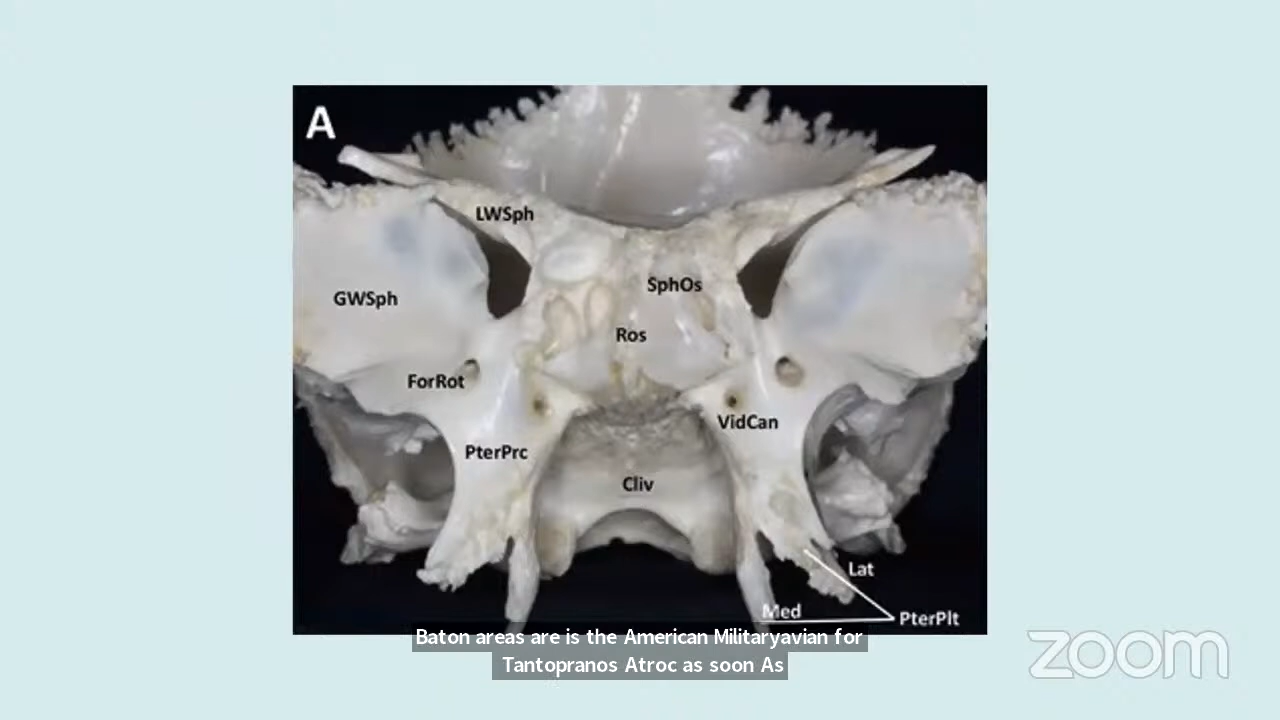 A
LWSph
SphOs
GWSph
Ros
ForRot
VidCan
PterPrc
Cliv
Lat
Med
PterPlt
Baton areas are is the American Militaryavian for
Tantopranos Atroc as soon As
zoom